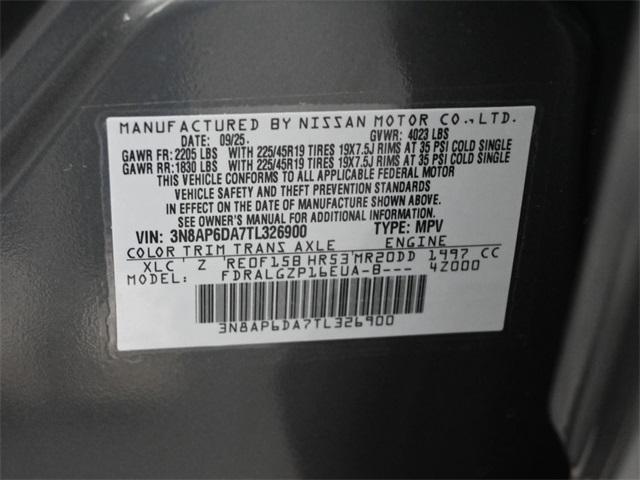 MANUFACTURED BY NISSAN MOTOR CO.,LTD.
DATE: 09/25. GVWR: 4023 LBS
GAWR FR: 2205 LBS WITH 225/45R19 TIRES 19X7.5J RIMS AT 35 PSI COLD SINGLE
GAWR RR: 1830 LBS WITH 225/45R19 TIRES 19X7.5J RIMS AT 35 PSI COLD SINGLE
THIS VEHICLE CONFORMS TO ALL APPLICABLE FEDERAL MOTOR
VEHICLE SAFETY AND THEFT PREVENTION STANDARDS
IN EFFECT ON THE DATE OF MANUFACTURE SHOWN ABOVE.
SEE OWNER'S MANUAL FOR ADDITIONAL INFORMATION.
VIN: 3N8AP6DA7TL326900 TYPE: MPV
COLOR TRIM TRANS AXLE ENGINE
XLC Z RE0F15B HR53 MR20DD 1997 CC
MODEL: FDRALGZP16EUA-B--- 4Z000
3N8AP6DA7TL326900